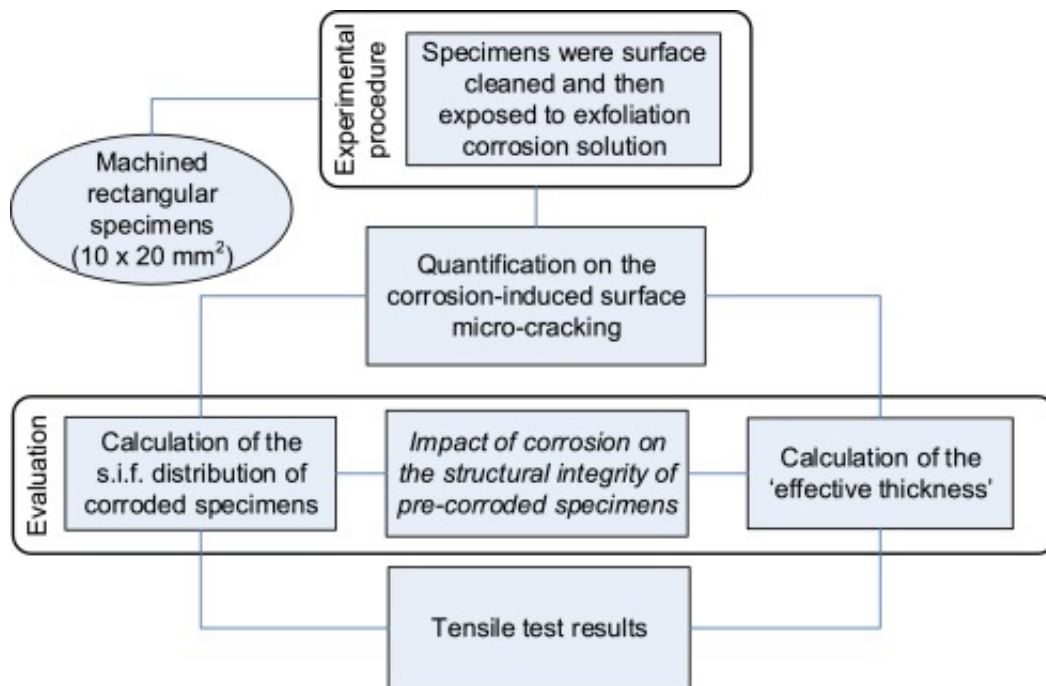 Experimental
procedure
Specimens were surface
cleaned and then
exposed to exfoliation
corrosion solution
Machined
rectangular
specimens
(10 x 20 mm²)
Quantification on the
corrosion-induced surface
micro-cracking
Evaluation
Calculation of the
s.i.f. distribution of
corroded specimens
Impact of corrosion on
the structural integrity of
pre-corroded specimens
Calculation of the
‘effective thickness’
Tensile test results